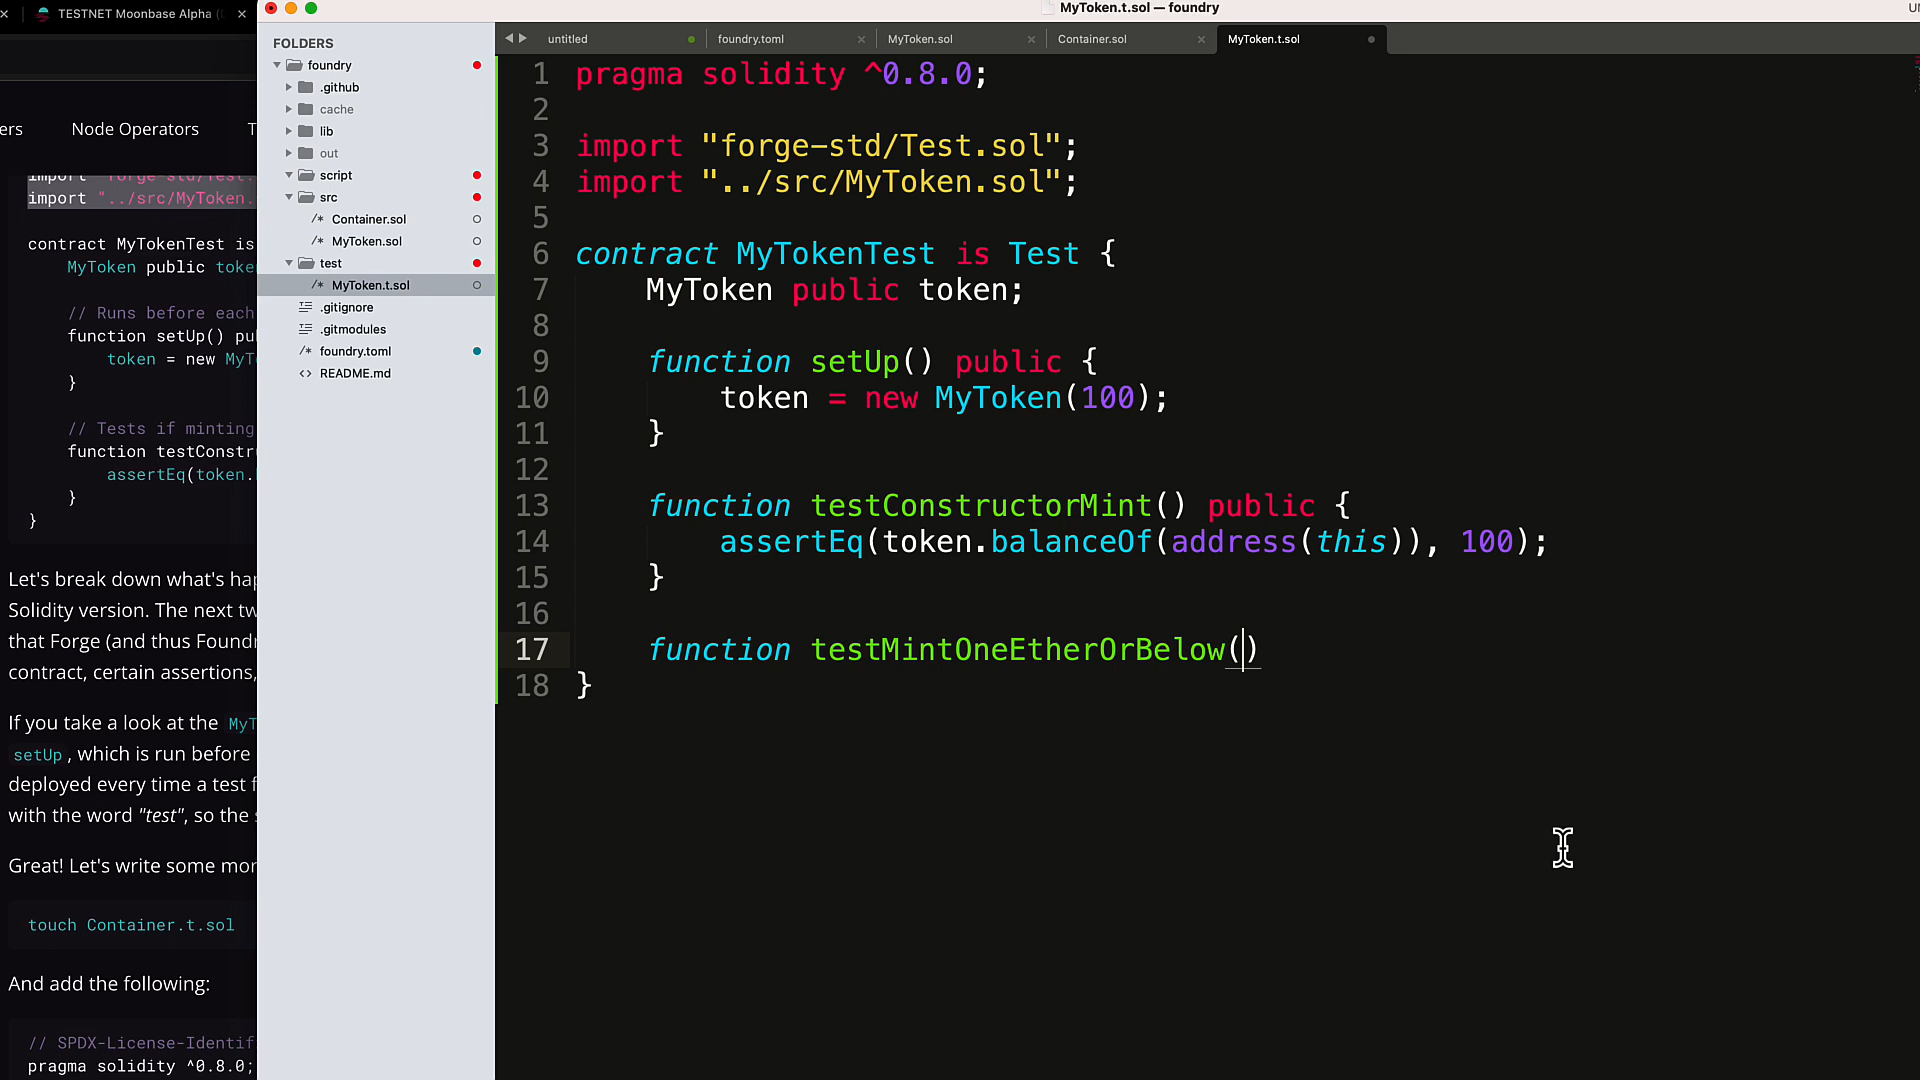 TESTNET Moonbase Alpha (
MyToken.t.sol — foundry
ers
Node Operators
import "../src/MyToken.
contract MyTokenTest is
MyToken public token
// Runs before each
function setUp() pu
token = new MyT
}
// Tests if minting
function testConstr
assertEq(token.
}
}
Let's break down what's ha
Solidity version. The next tw
that Forge (and thus Foundr
contract, certain assertions,
If you take a look at the MyT
setUp, which is run before
deployed every time a test f
with the word "test", so the
Great! Let's write some mor
touch Container.t.sol
And add the following:
// SPDX-License-Identif
pragma solidity ^0.8.0;
FOLDERS
foundry
.github
cache
lib
out
script
src
/* Container.sol
/* MyToken.sol
test
/* MyToken.t.sol
.gitignore
.gitmodules
/* foundry.toml
<> README.md
untitled
foundry.toml
MyToken.sol
Container.sol
MyToken.t.sol
1 pragma solidity ^0.8.0;
2
3 import "forge-std/Test.sol";
4 import "../src/MyToken.sol";
5
6 contract MyTokenTest is Test {
7 MyToken public token;
8
9 function setUp() public {
10 token = new MyToken(100);
11 }
12
13 function testConstructorMint() public {
14 assertEq(token.balanceOf(address(this)), 100);
15 }
16
17 function testMintOneEtherOrBelow()
18 }